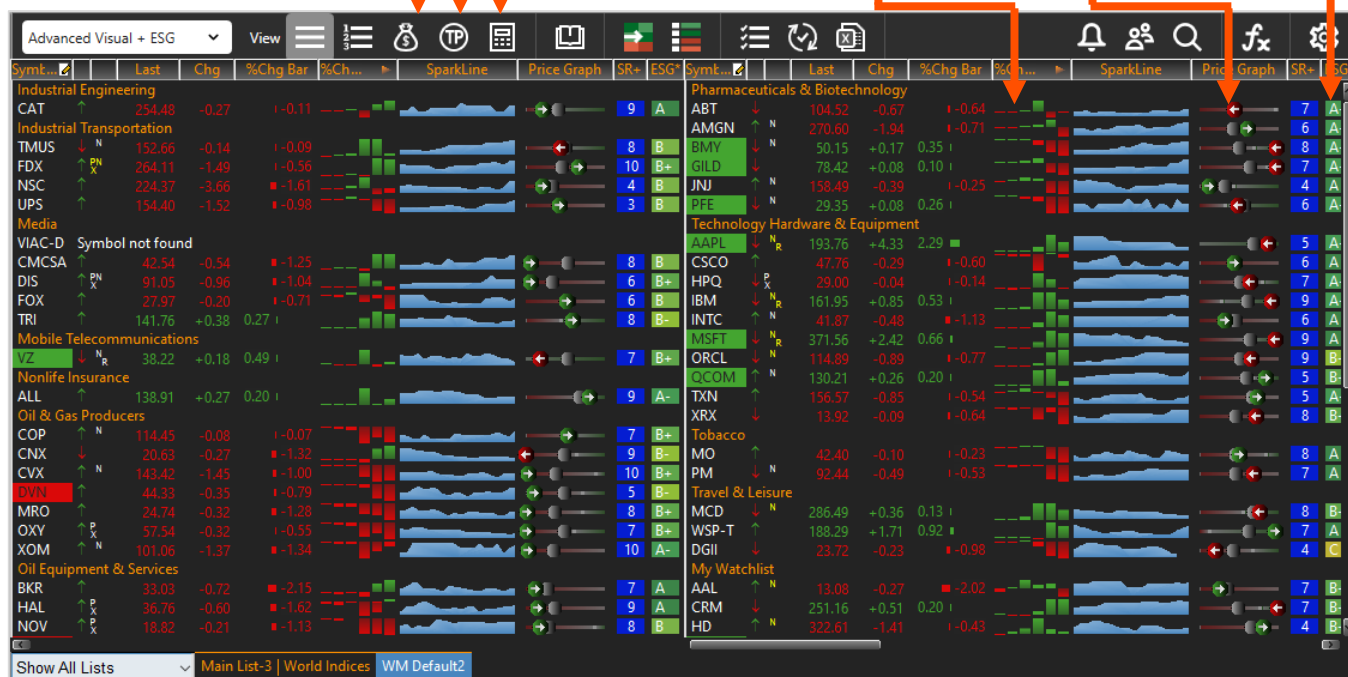 Advanced Visual + ESG View TP fx
Symb... Last Chg %Chg Bar %Ch... SparkLine Price Graph SR+ ESG*
Industrial Engineering
CAT 254.48 -0.27 -0.11 9 A
Industrial Transportation
TMUS N 152.66 -0.14 -0.09 8 B
FDX PN X 264.11 -1.49 -0.56 10 B+
NSC 224.37 -3.66 -1.61 4 B
UPS 154.40 -1.52 -0.98 3 B
Media
VIAC-D Symbol not found
CMCSA 42.54 -0.54 -1.25 8 B
DIS PN X 91.05 -0.96 -1.04 6 B+
FOX 27.97 -0.20 -0.71 6 B
TRI 141.76 +0.38 0.27 8 B-
Mobile Telecommunications
VZ N R 38.22 +0.18 0.49 7 B+
Nonlife Insurance
ALL 138.91 +0.27 0.20 9 A-
Oil & Gas Producers
COP N 114.45 -0.08 -0.07 7 B+
CNX 20.63 -0.27 -1.32 9 B-
CVX N 143.42 -1.45 -1.00 10 B+
DVN 44.33 -0.35 -0.79 5 B-
MRO 24.74 -0.32 -1.28 8 B+
OXY P X 57.54 -0.32 -0.55 7 B+
XOM N 101.06 -1.37 -1.34 10 A-
Oil Equipment & Services
BKR 33.03 -0.72 -2.15 7 A
HAL P X 36.76 -0.60 -1.62 9 A
NOV P X 18.82 -0.21 -1.13 8 B
Symb... Last Chg %Chg Bar %Ch... SparkLine Price Graph SR+ ESG
Pharmaceuticals & Biotechnology
ABT 104.52 -0.67 -0.64 7 A-
AMGN N 270.60 -1.94 -0.71 6 A-
BMY N 50.15 +0.17 0.35 8 A-
GILD 78.42 +0.08 0.10 7 A-
JNJ N 158.49 -0.39 -0.25 4 A
PFE N 29.35 +0.08 0.26 6 A-
Technology Hardware & Equipment
AAPL N R 193.76 +4.33 2.29 5 A-
CSCO 47.76 -0.29 -0.60 6 A
HPQ P X 29.00 -0.04 -0.14 7 A-
IBM N R 161.95 +0.85 0.53 9 A-
INTC N 41.87 -0.48 -1.13 6 A
MSFT N R 371.56 +2.42 0.66 9 A
ORCL N 114.89 -0.89 -0.77 9 B-
QCOM N 130.21 +0.26 0.20 5 B-
TXN 156.57 -0.85 -0.54 5 A
XRX 13.92 -0.09 -0.64 8 B-
Tobacco
MO 42.40 -0.10 -0.23 8 A
PM N 92.44 -0.49 -0.53 7 A
Travel & Leisure
MCD N 286.49 +0.36 0.13 8 B-
WSP-T 188.29 +1.71 0.92 7 A
DGII 23.72 -0.23 -0.98 4 C
My Watchlist
AAL N 13.08 -0.27 -2.02 7 B-
CRM 251.16 +0.51 0.20 7 B-
HD N 322.61 -1.41 -0.43 4 B-
Show All Lists Main List-3 | World Indices WM Default2